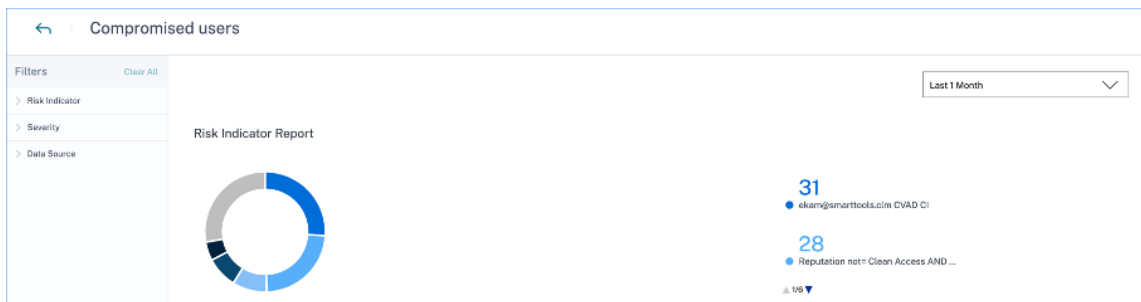 Compromised users
Filters Clear All
Last 1 Month
Risk Indicator
Severity
Data Source
Risk Indicator Report
31
ekam@smarttools.clm CVAD CI
28
Reputation not= Clean Access AND ...
1/6